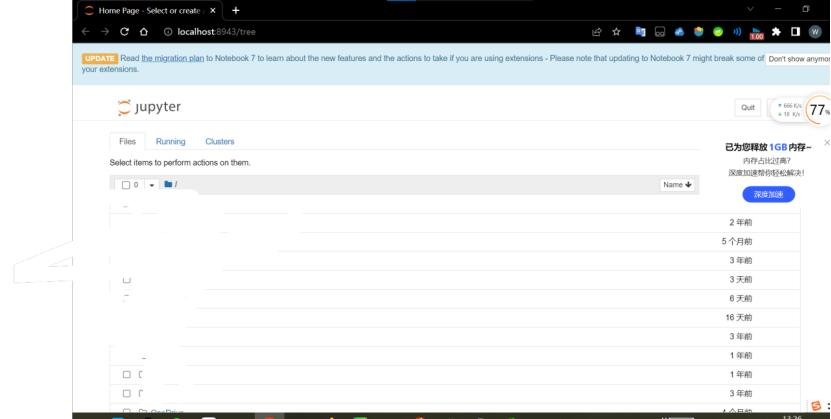 Home Page - Select or create
localhost:8943/tree
1.00
W
UPDATE Read the migration plan to Notebook 7 to learn about the new features and the actions to take if you are using extensions - Please note that updating to Notebook 7 might break some of your extensions.
Don't show anymor
jupyter
Quit
666 K/s
18 K/s
77%
Files Running Clusters
已为您释放 1GB 内存~
内存占比过高?
深度加速帮你轻松解决!
深度加速
Select items to perform actions on them.
0 /
Name
2 年前
5 个月前
3 年前
3 天前
6 天前
16 天前
3 年前
1 年前
1 年前
3 年前
OneDrive
4 个月前
13:26